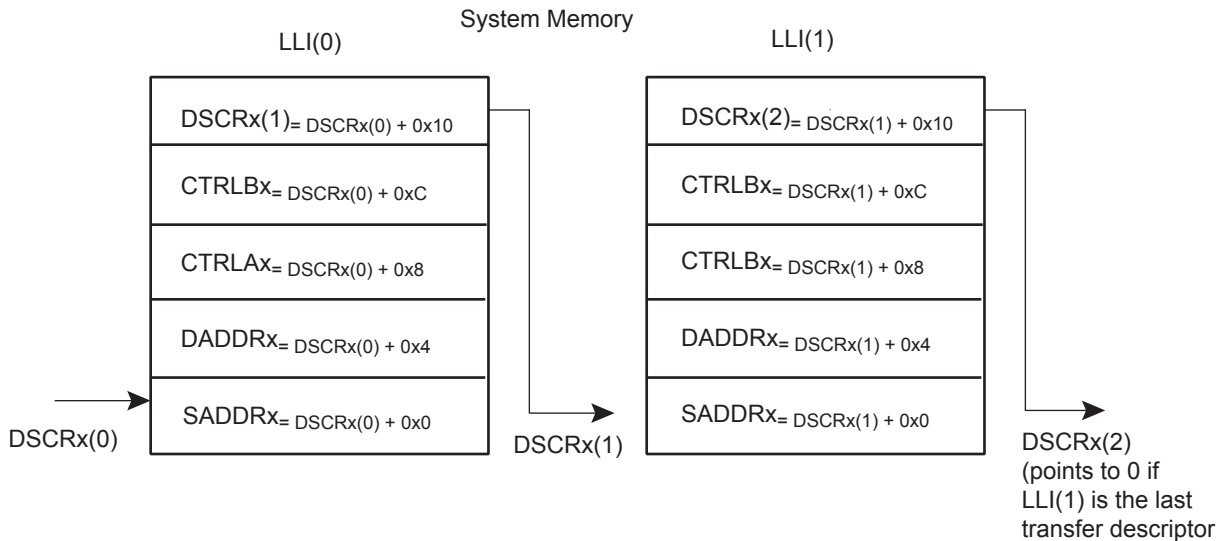 System Memory
LLI(0)
LLI(1)
DSCRx(1)= DSCRx(0) + 0x10
CTRLBx= DSCRx(0) + 0xC
CTRLAx= DSCRx(0) + 0x8
DADDRx= DSCRx(0) + 0x4
SADDRx= DSCRx(0) + 0x0
DSCRx(0)
DSCRx(1)
DSCRx(2)= DSCRx(1) + 0x10
CTRLBx= DSCRx(1) + 0xC
CTRLBx= DSCRx(1) + 0x8
DADDRx= DSCRx(1) + 0x4
SADDRx= DSCRx(1) + 0x0
DSCRx(2)
(points to 0 if
LLI(1) is the last
transfer descriptor